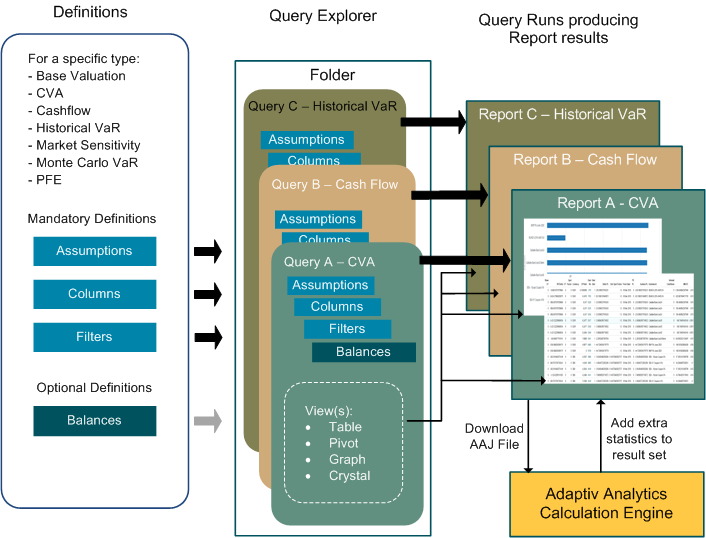 Definitions
Query Explorer
Query Runs producing
Report results
For a specific type:
- Base Valuation
- CVA
- Cashflow
- Historical VaR
- Market Sensitivity
- Monte Carlo VaR
- PFE
Mandatory Definitions
Assumptions
Columns
Filters
Optional Definitions
Balances
Folder
Query C – Historical VaR
Assumptions
Columns
Query B – Cash Flow
Assumptions
Columns
Query A – CVA
Assumptions
Columns
Filters
Balances
View(s):
• Table
• Pivot
• Graph
• Crystal
Report C – Historical VaR
Report B – Cash Flow
Report A - CVA
Download
AAJ File
Add extra
statistics to
result set
Adaptiv Analytics
Calculation Engine